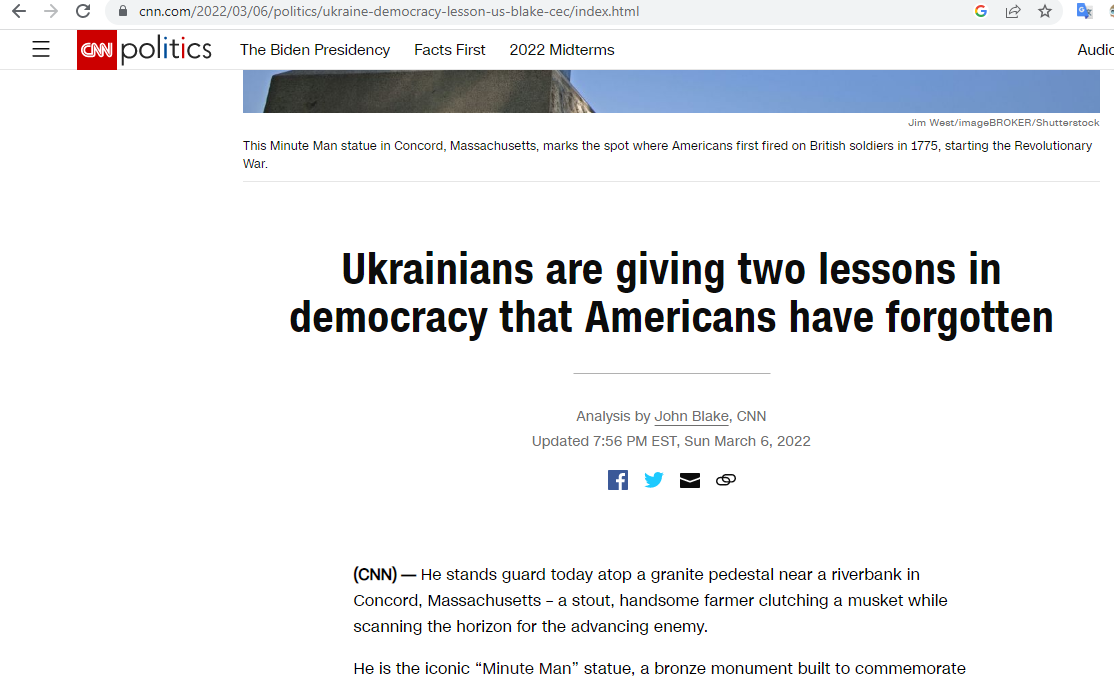 cnn.com/2022/03/06/politics/ukraine-democracy-lesson-us-blake-cec/index.html
CNN politics The Biden Presidency Facts First 2022 Midterms
Jim West/imageBROKER/Shutterstock
This Minute Man statue in Concord, Massachusetts, marks the spot where Americans first fired on British soldiers in 1775, starting the Revolutionary
War.
Ukrainians are giving two lessons in
democracy that Americans have forgotten
Analysis by John Blake, CNN
Updated 7:56 PM EST, Sun March 6, 2022
(CNN) — He stands guard today atop a granite pedestal near a riverbank in
Concord, Massachusetts – a stout, handsome farmer clutching a musket while
scanning the horizon for the advancing enemy.
He is the iconic “Minute Man” statue, a bronze monument built to commemorate